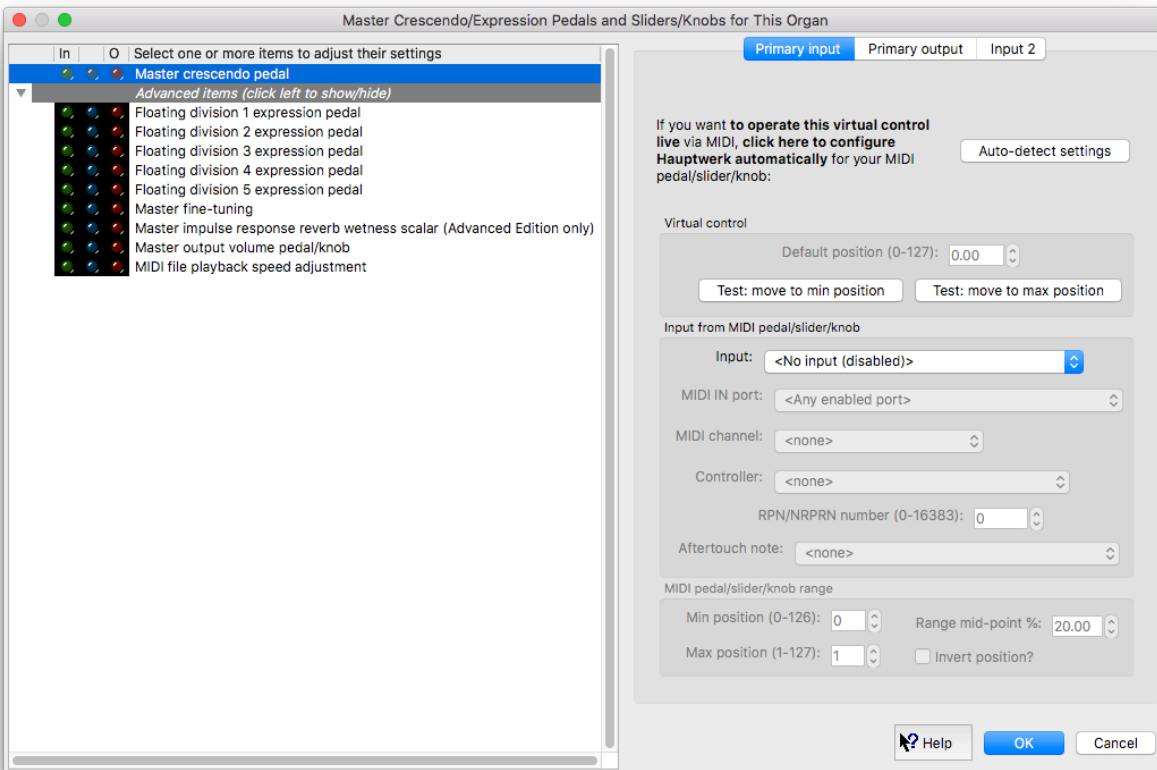 Master Crescendo/Expression Pedals and Sliders/Knobs for This Organ
In O Select one or more items to adjust their settings
Master crescendo pedal
Advanced items (click left to show/hide)
Floating division 1 expression pedal
Floating division 2 expression pedal
Floating division 3 expression pedal
Floating division 4 expression pedal
Floating division 5 expression pedal
Master fine-tuning
Master impulse response reverb wetness scalar (Advanced Edition only)
Master output volume pedal/knob
MIDI file playback speed adjustment
Primary input Primary output Input 2
If you want to operate this virtual control
live via MIDI, click here to configure
Hauptwerk automatically for your MIDI
pedal/slider/knob:
Auto-detect settings
Virtual control
Default position (0-127): 0.00
Test: move to min position Test: move to max position
Input from MIDI pedal/slider/knob
Input: <No input (disabled)>
MIDI IN port: <Any enabled port>
MIDI channel: <none>
Controller: <none>
RPN/NRPRN number (0-16383): 0
Aftertouch note: <none>
MIDI pedal/slider/knob range
Min position (0-126): 0 Range mid-point %: 20.00
Max position (1-127): 1 Invert position?
? Help OK Cancel